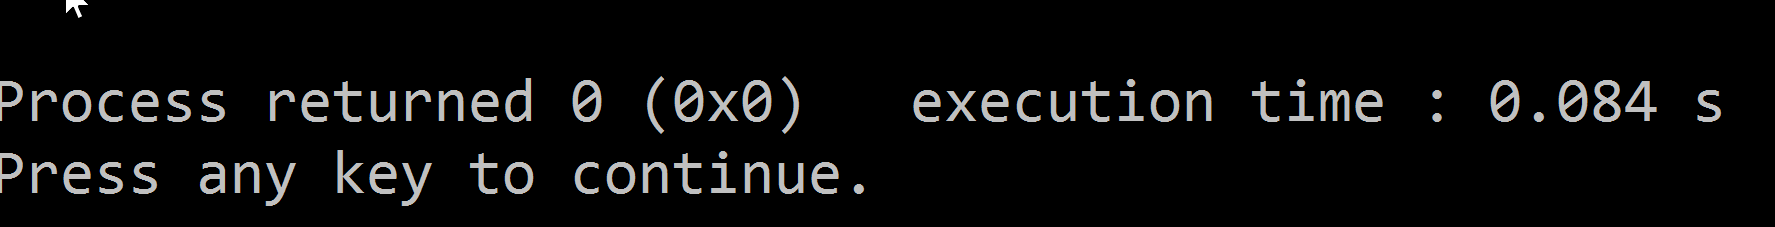 Process returned 0 (0x0)   execution time : 0.084 s
Press any key to continue.